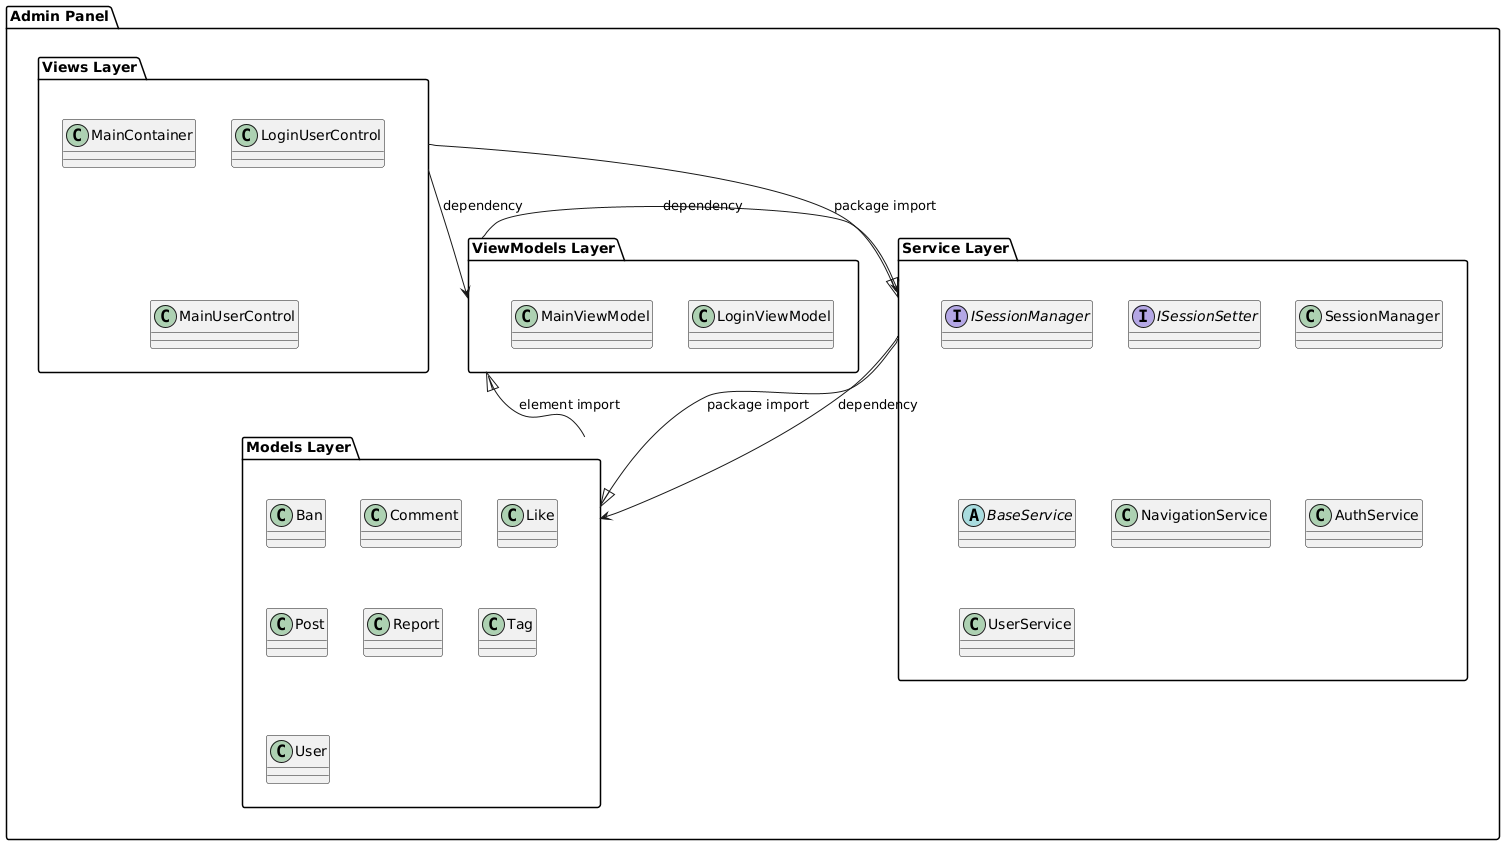 Admin Panel
Views Layer
C MainContainer
C LoginUserControl
dependency
dependency
package import
ViewModels Layer
Service Layer
C MainUserControl
C MainViewModel
C LoginViewModel
I ISessionManager
I ISessionSetter
C SessionManager
element import
package import
dependency
Models Layer
C Ban
C Comment
C Like
A BaseService
C NavigationService
C AuthService
C Post
C Report
C Tag
C UserService
C User